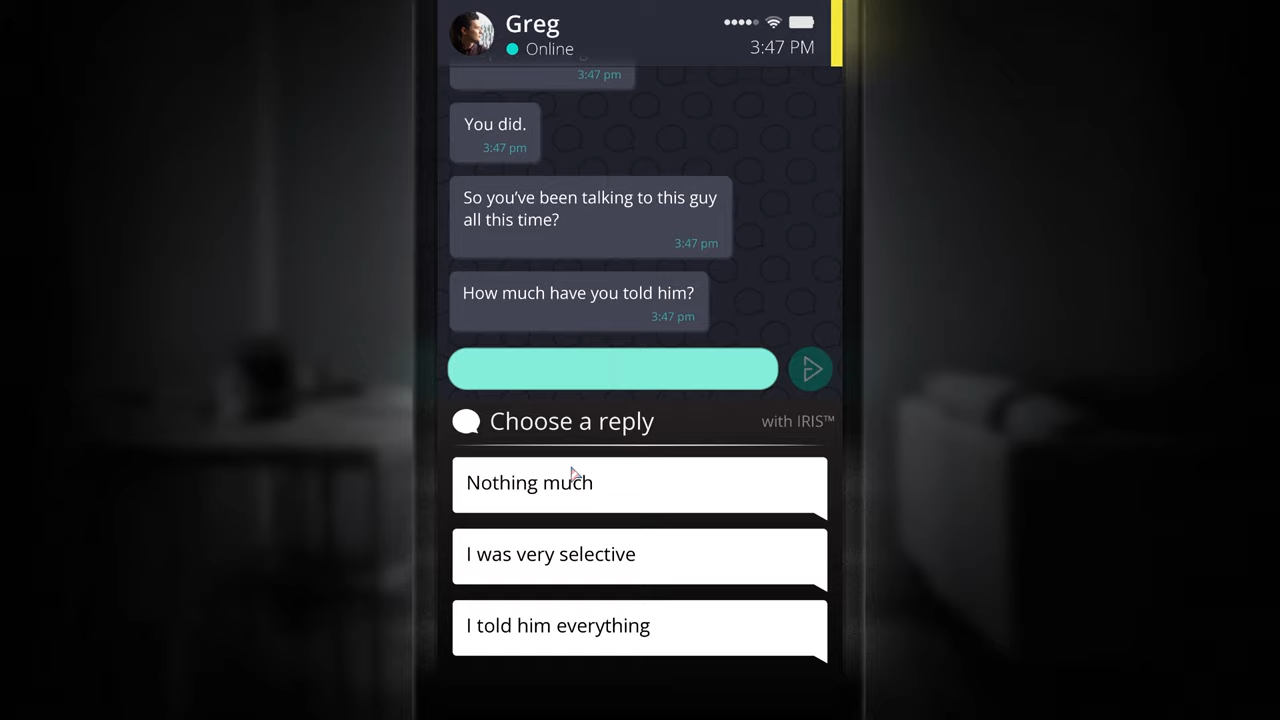 Greg
Online
3:47 PM
3:47 pm
You did.
3:47 pm
So you’ve been talking to this guy
all this time?
3:47 pm
How much have you told him?
3:47 pm
Choose a reply
with IRIS™
Nothing much
I was very selective
I told him everything